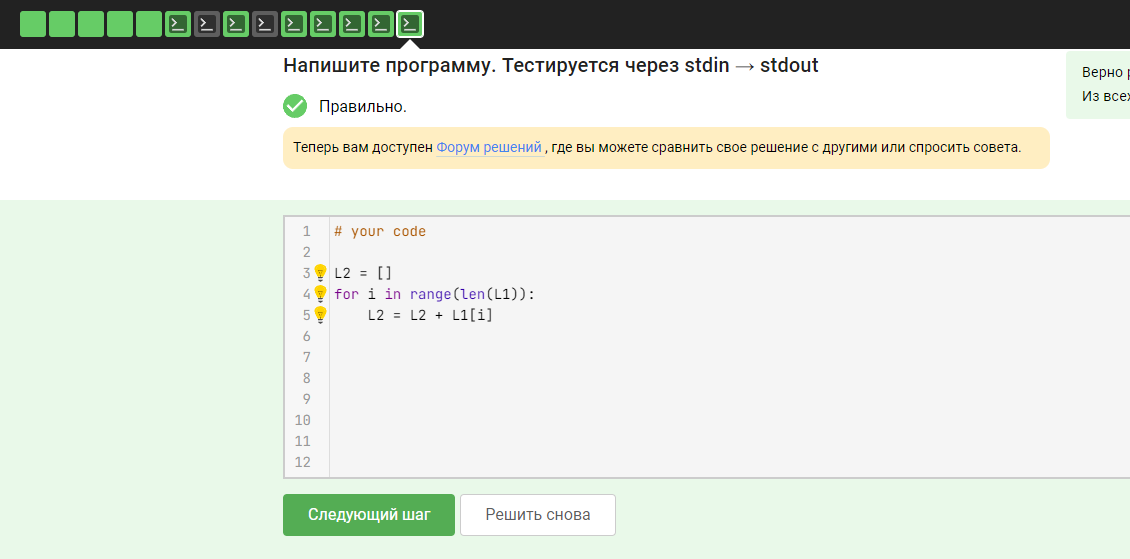 Напишите программу. Тестируется через stdin → stdout
Верно
Из всех
Правильно.
Теперь вам доступен Форум решений , где вы можете сравнить свое решение с другими или спросить совета.
1 # your code
2
3 L2 = []
4 for i in range(len(L1)):
5     L2 = L2 + L1[i]
6
7
8
9
10
11
12
Следующий шаг Решить снова